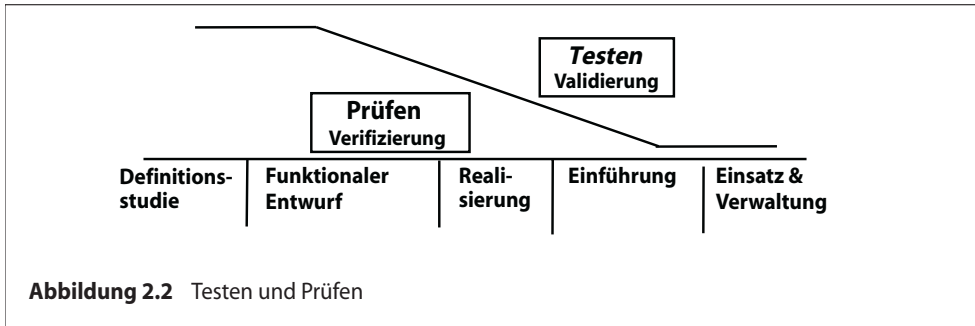 Testen
Validierung
Prüfen
Verifizierung
Definitions-
studie
Funktionaler
Entwurf
Reali-
sierung
Einführung
Einsatz &
Verwaltung
Abbildung 2.2 Testen und Prüfen